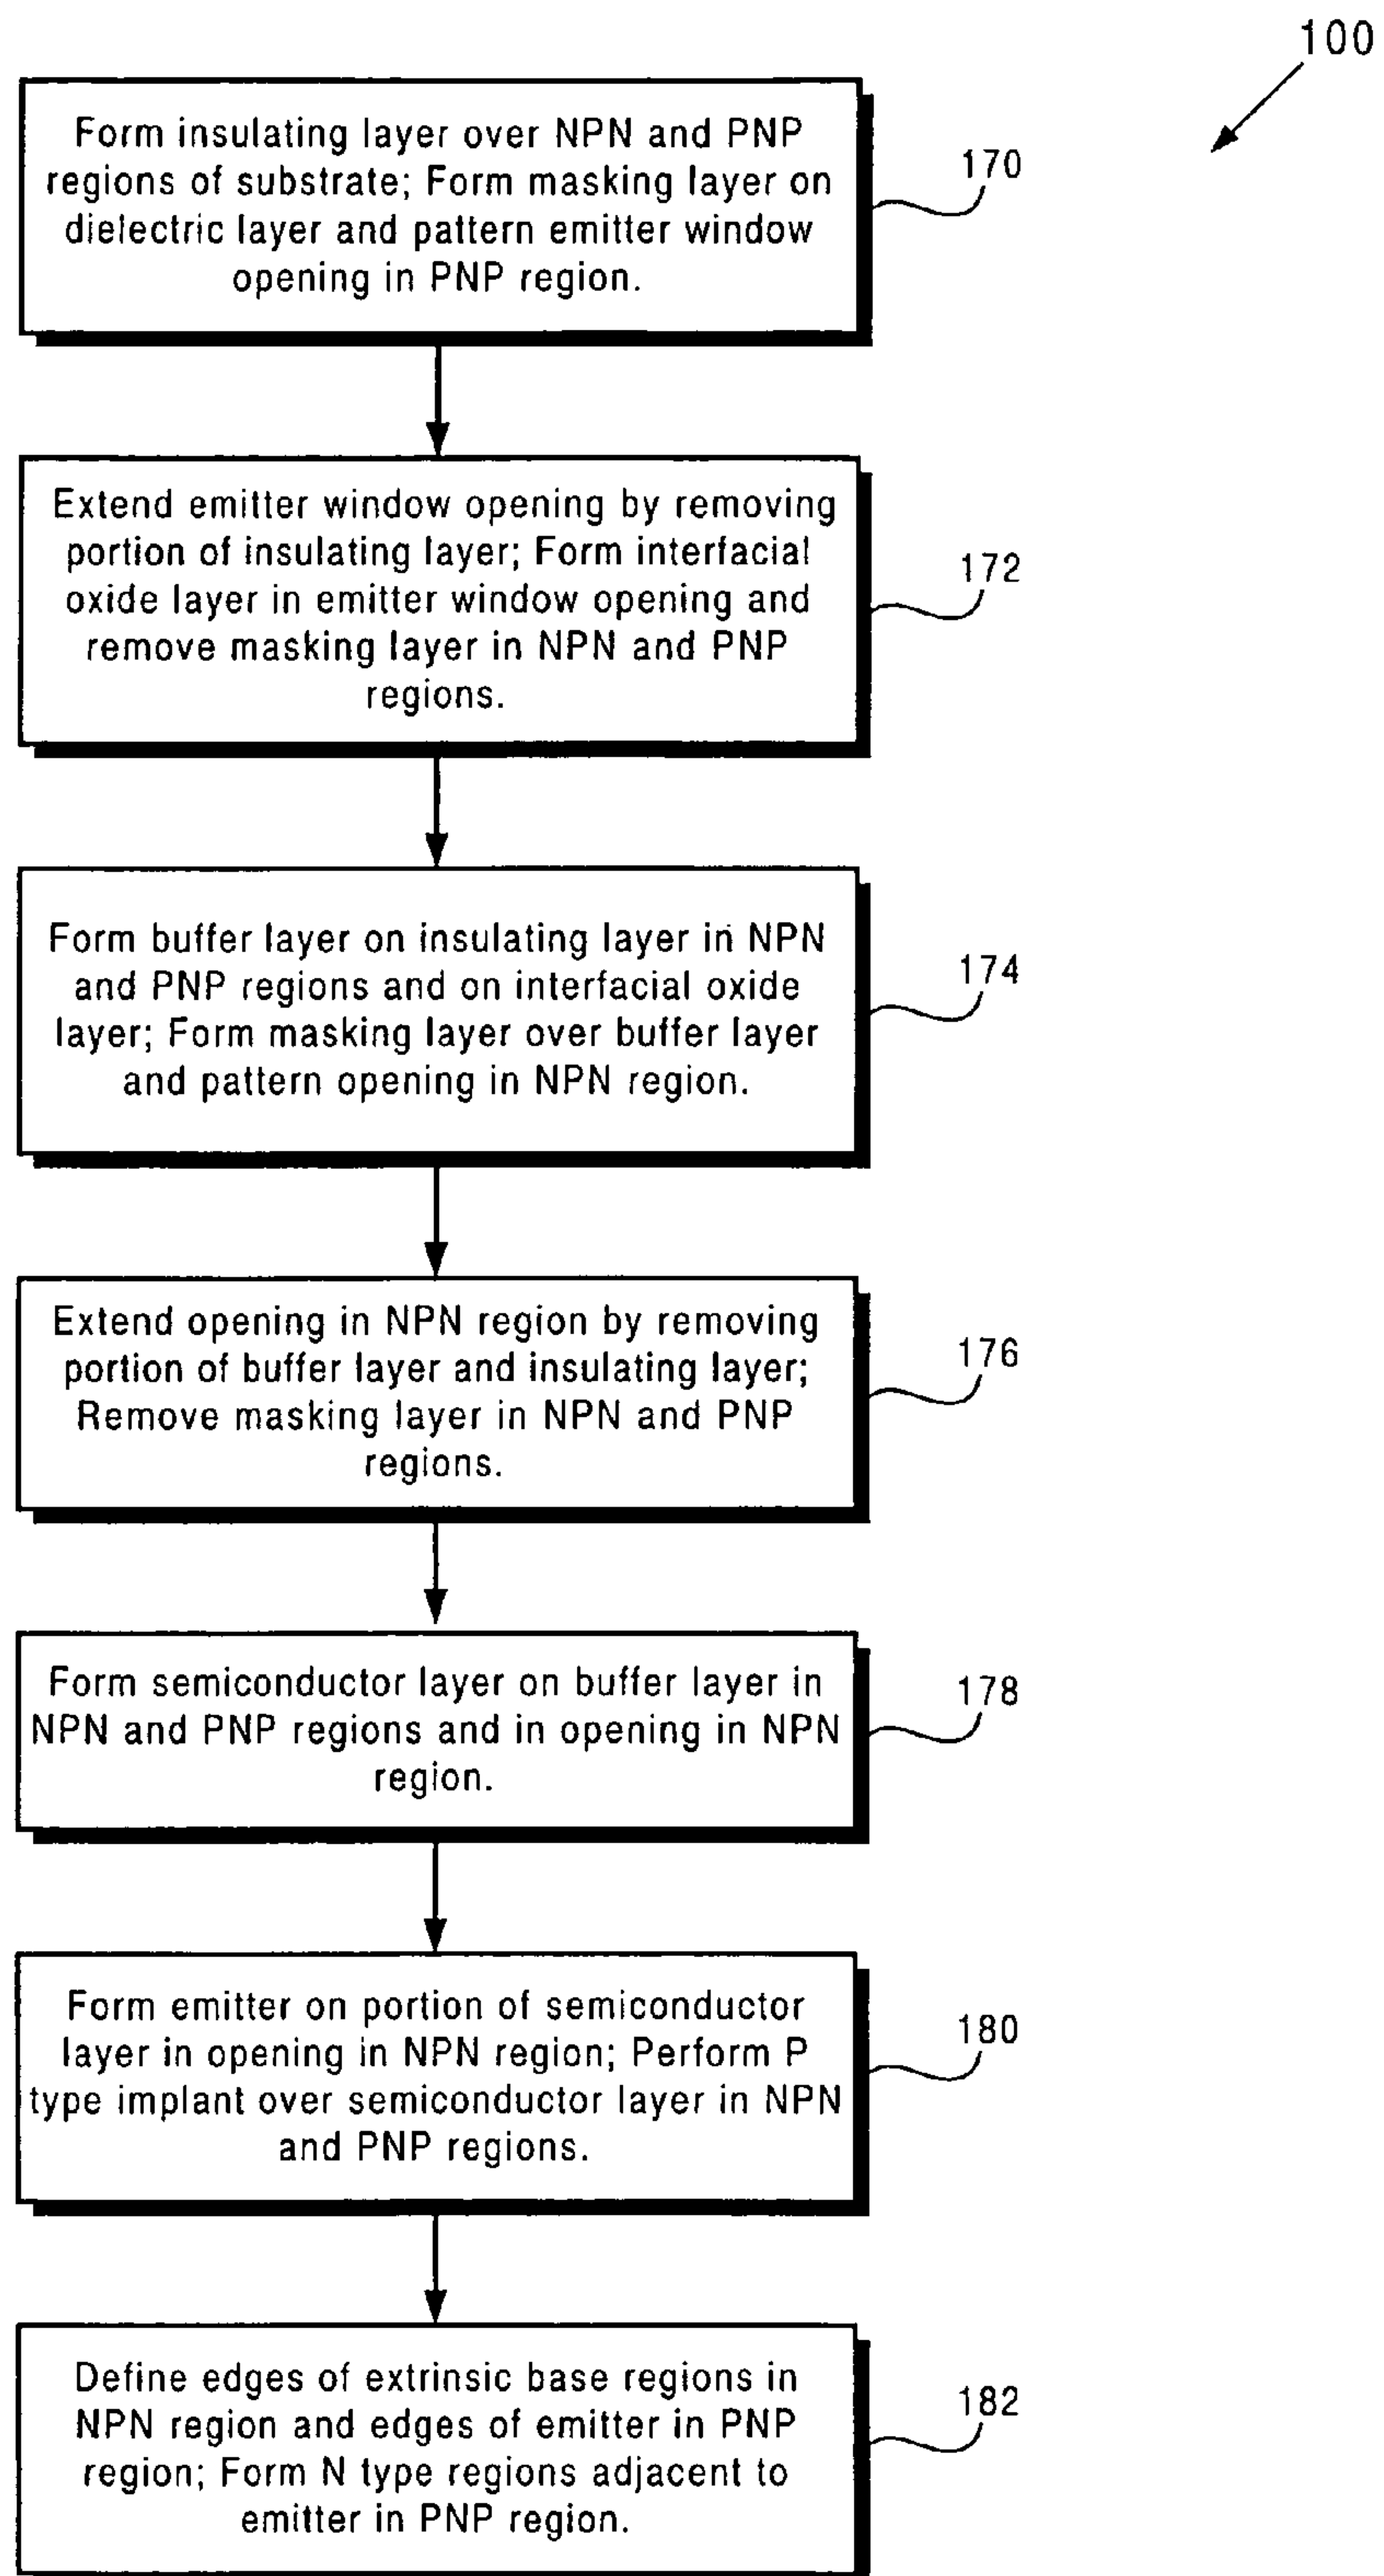 100
Form insulating layer over NPN and PNP
regions of substrate; Form masking layer on
dielectric layer and pattern emitter window
opening in PNP region.
170
Extend emitter window opening by removing
portion of insulating layer; Form interfacial
oxide layer in emitter window opening and
remove masking layer in NPN and PNP
regions.
172
Form buffer layer on insulating layer in NPN
and PNP regions and on interfacial oxide
layer; Form masking layer over buffer layer
and pattern opening in NPN region.
174
Extend opening in NPN region by removing
portion of buffer layer and insulating layer;
Remove masking layer in NPN and PNP
regions.
176
Form semiconductor layer on buffer layer in
NPN and PNP regions and in opening in NPN
region.
178
Form emitter on portion of semiconductor
layer in opening in NPN region; Perform P
type implant over semiconductor layer in NPN
and PNP regions.
180
Define edges of extrinsic base regions in
NPN region and edges of emitter in PNP
region; Form N type regions adjacent to
emitter in PNP region.
182